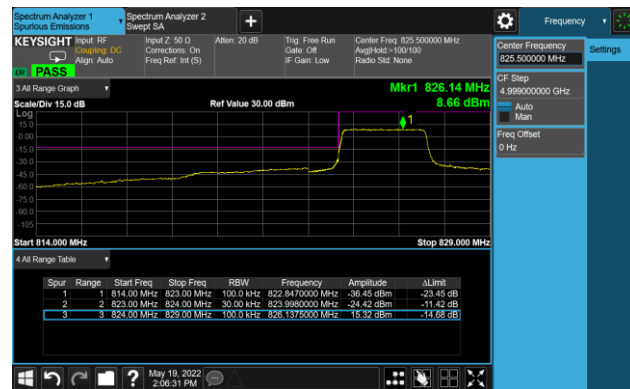 Spectrum Analyzer 1
Spurious Emissions
Spectrum Analyzer 2
Swept SA
Frequency
KEYSIGHT
Input: RF
Coupling: DC
Align: Auto
Input Z: 50 Ω
Corrections: On
Freq Ref: Int (S)
Atten: 20 dB
Trig: Free Run
Gate: Off
IF Gain: Low
Center Freq: 825.500000 MHz
Avg|Hold:>100/100
Radio Std: None
PASS
Center Frequency
825.500000 MHz
Settings
CF Step
4.999000000 GHz
Auto
Man
Freq Offset
0 Hz
3 All Range Graph
Mkr1 826.14 MHz
Scale/Div 15.0 dB
Ref Value 30.00 dBm
8.66 dBm
Log
15.0
0.00
-15.0
-30.0
-45.0
-60.0
-75.0
-90.0
-105
1
Start 814.000 MHz
Stop 829.000 MHz
4 All Range Table
Spur Range Start Freq Stop Freq RBW Frequency Amplitude ΔLimit
1 1 814.00 MHz 823.00 MHz 100.0 kHz 822.8470000 MHz -36.45 dBm -23.45 dB
2 2 823.00 MHz 824.00 MHz 30.00 kHz 823.9980000 MHz -24.42 dBm -11.42 dB
3 3 824.00 MHz 829.00 MHz 100.0 kHz 826.1375000 MHz 15.32 dBm -14.68 dB
May 19, 2022
2:06:31 PM